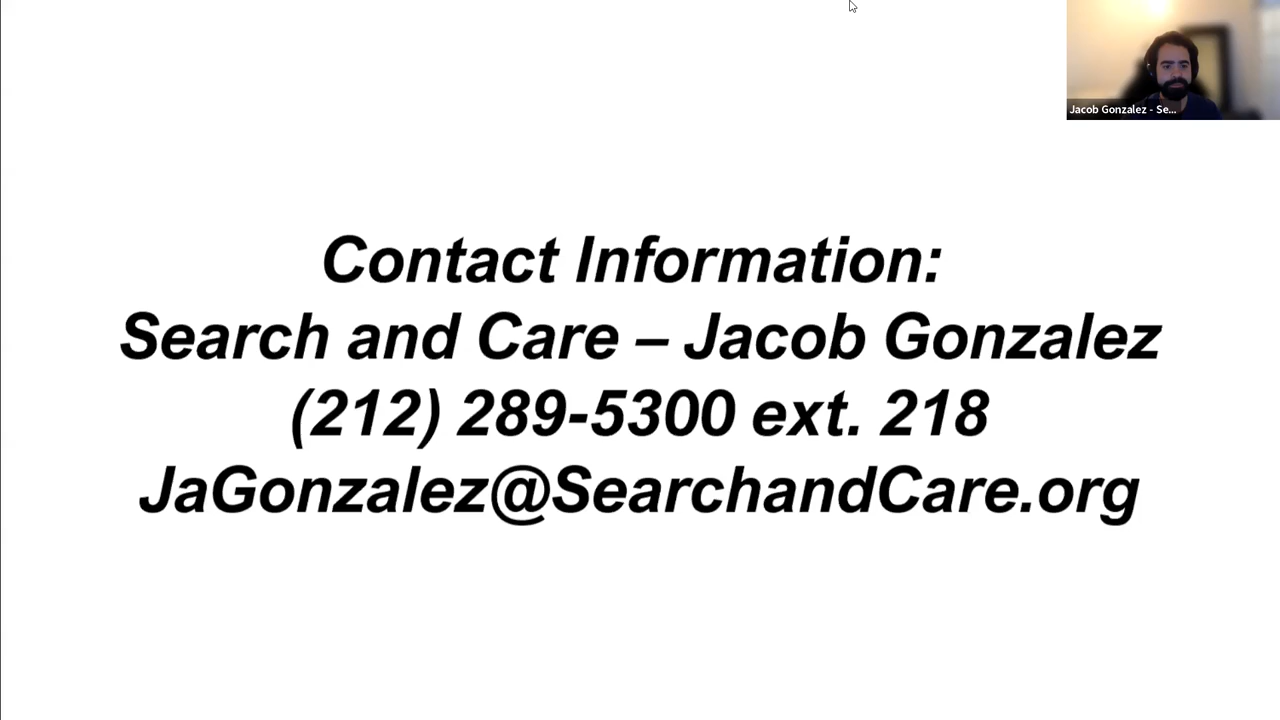 Jacob Gonzalez - Se...
Contact Information:
Search and Care – Jacob Gonzalez
(212) 289-5300 ext. 218
JaGonzalez@SearchandCare.org